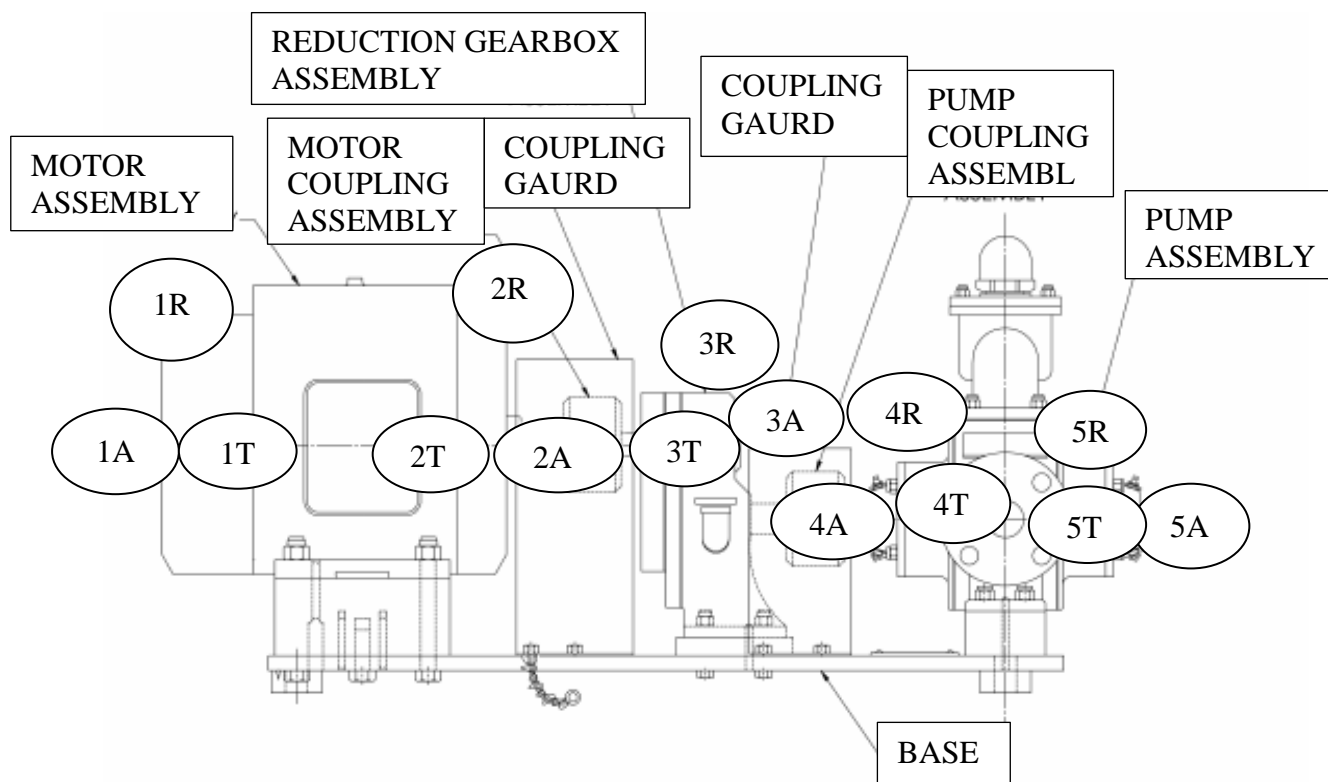 REDUCTION GEARBOX
ASSEMBLY
COUPLING
GAURD
PUMP
COUPLING
ASSEMBL
MOTOR
ASSEMBLY
MOTOR
COUPLING
ASSEMBLY
COUPLING
GAURD
PUMP
ASSEMBLY
1R
2R
3R
3A
4R
5R
1A
1T
2T
2A
3T
4A
4T
5T
5A
BASE